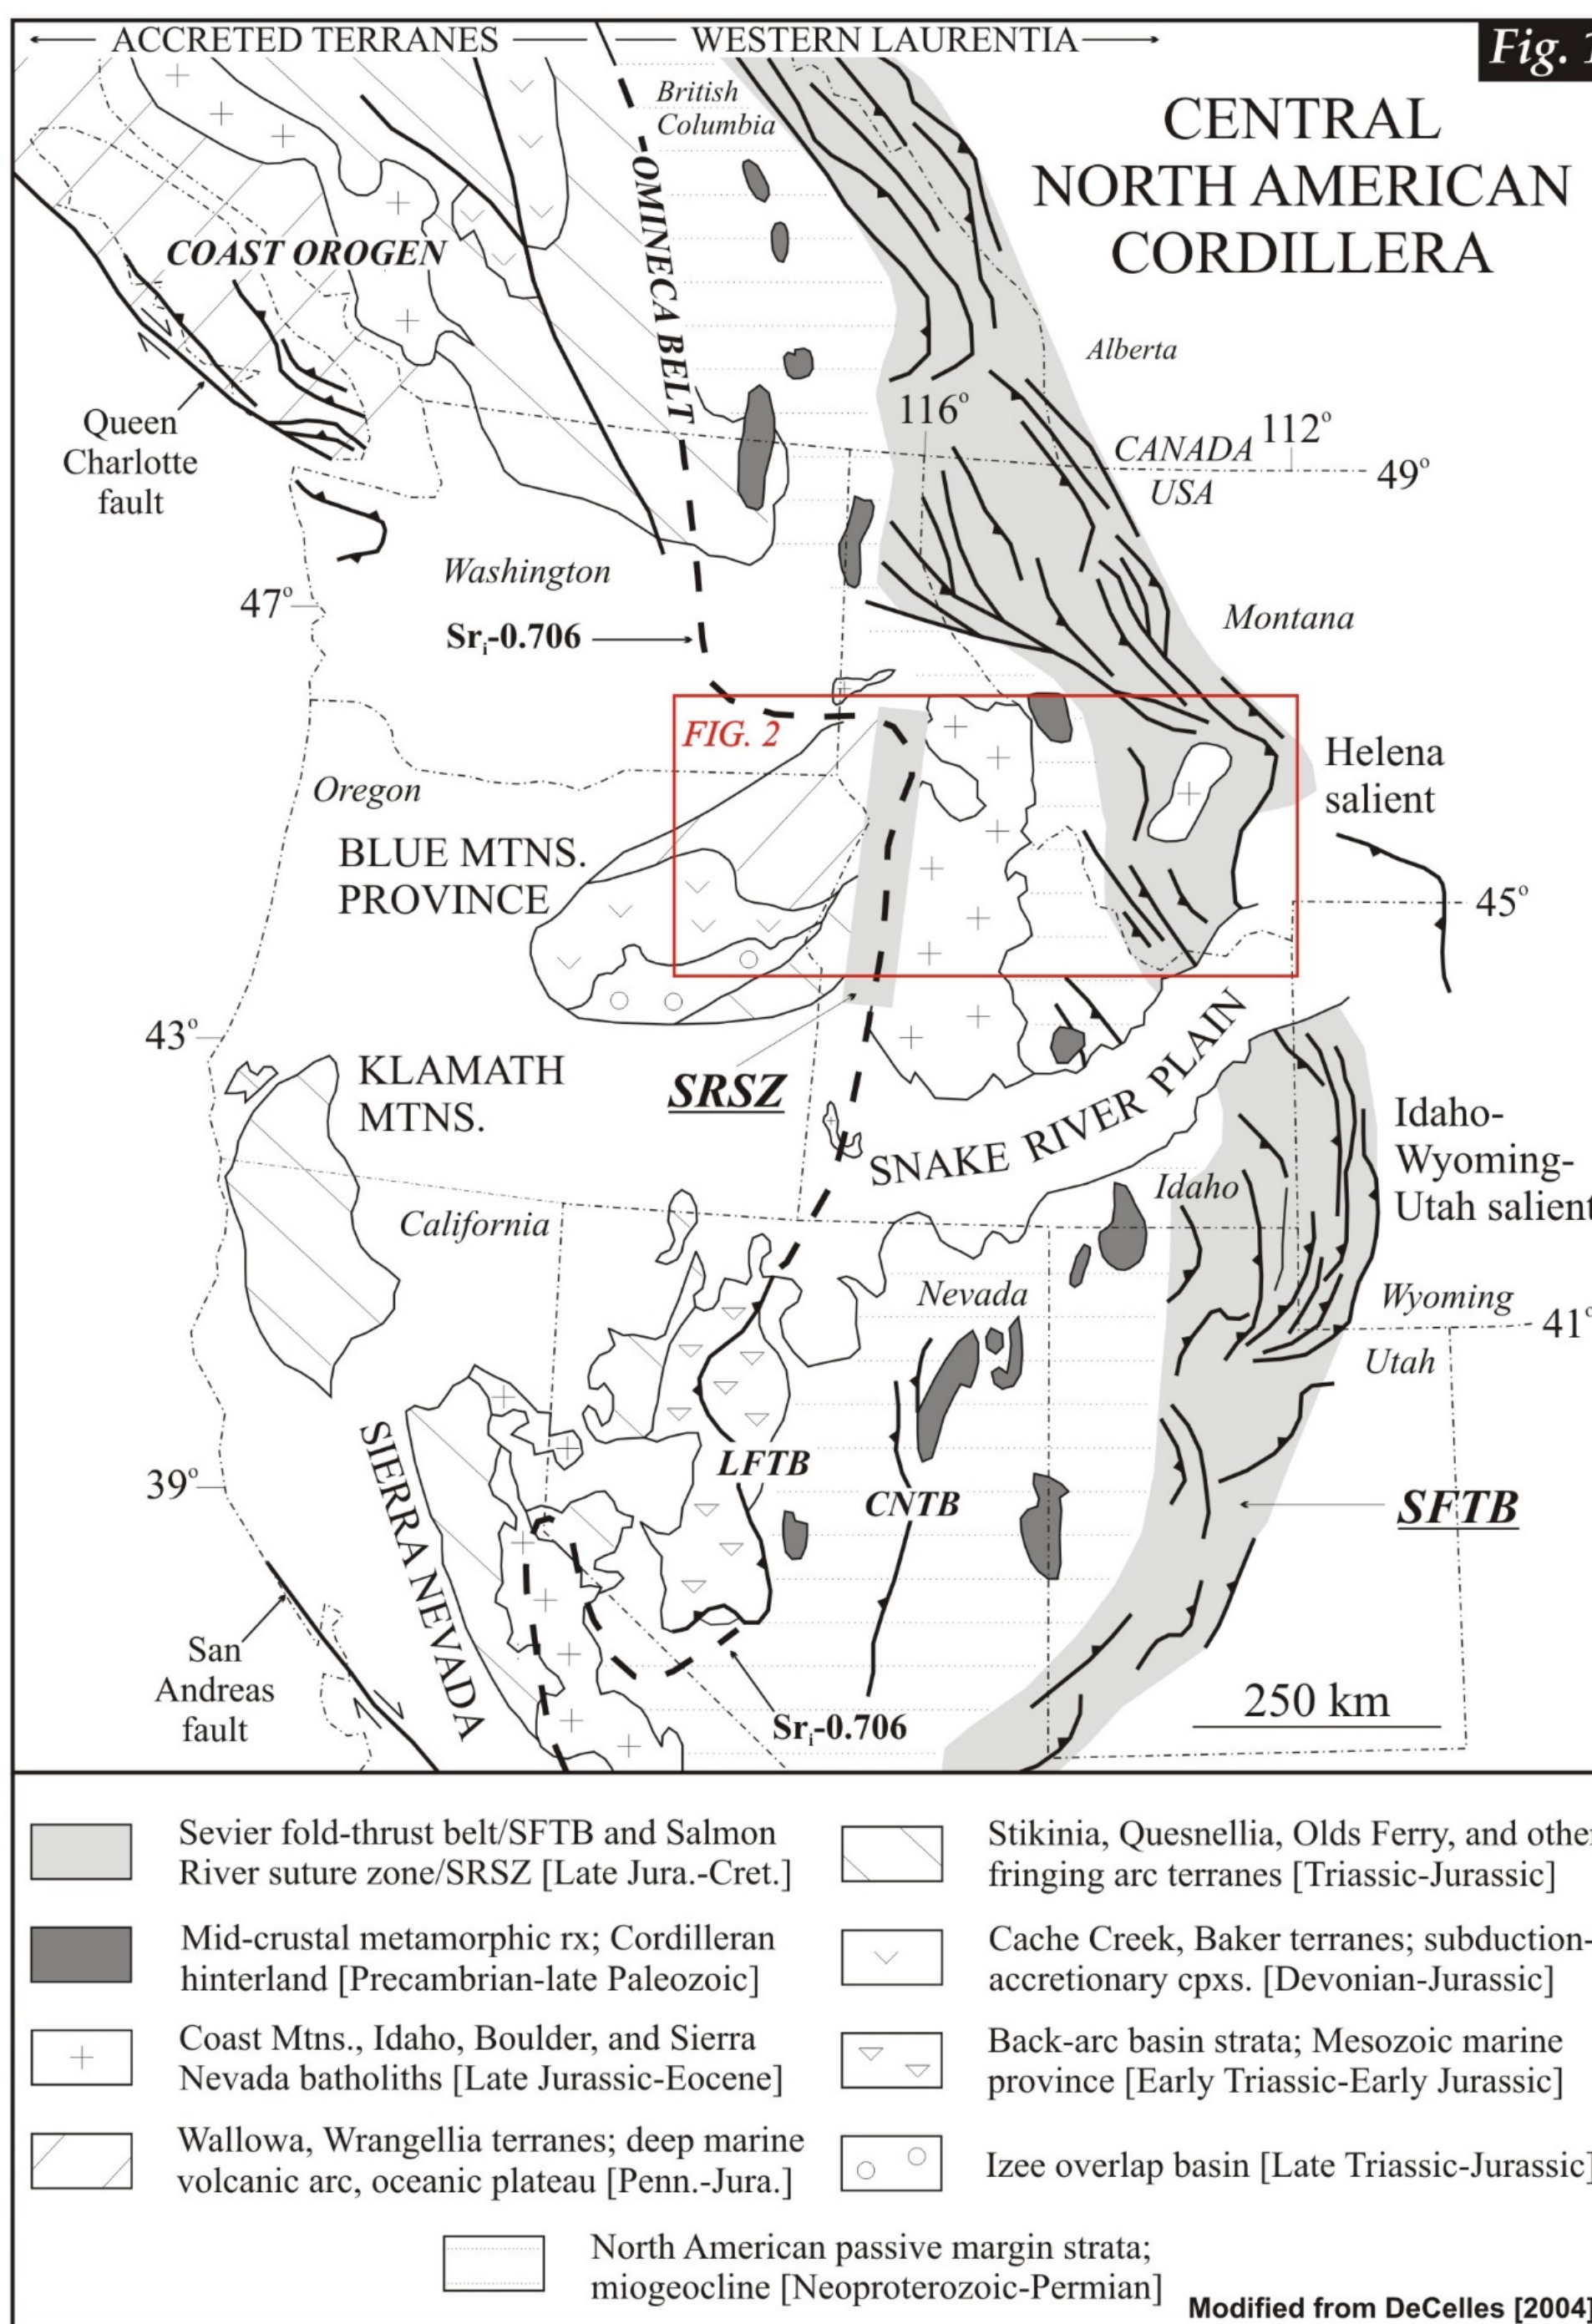 ACCRETED TERRANES
WESTERN LAURENTIA
Fig. 1
British
Columbia
CENTRAL
NORTH AMERICAN
CORDILLERA
OMINECA BELT
COAST OROGEN
Alberta
116°
Queen
Charlotte
fault
CANADA
112°
USA
49°
Washington
47°
Sri-0.706
Montana
FIG. 2
Helena
salient
Oregon
BLUE MTNS.
PROVINCE
45°
43°
KLAMATH
MTNS.
SRSZ
SNAKE RIVER PLAIN
Idaho-
Wyoming-
Utah salient
Idaho
California
Nevada
Wyoming
41°
Utah
SIERRA NEVADA
LFTB
39°
CNTB
SFTB
San
Andreas
fault
Sri-0.706
250 km
Sevier fold-thrust belt/SFTB and Salmon
River suture zone/SRSZ [Late Jura.-Cret.]
Mid-crustal metamorphic rx; Cordilleran
hinterland [Precambrian-late Paleozoic]
Coast Mtns., Idaho, Boulder, and Sierra
Nevada batholiths [Late Jurassic-Eocene]
Wallowa, Wrangellia terranes; deep marine
volcanic arc, oceanic plateau [Penn.-Jura.]
Stikinia, Quesnellia, Olds Ferry, and other
fringing arc terranes [Triassic-Jurassic]
Cache Creek, Baker terranes; subduction-
accretionary cpxs. [Devonian-Jurassic]
Back-arc basin strata; Mesozoic marine
province [Early Triassic-Early Jurassic]
Izee overlap basin [Late Triassic-Jurassic]
North American passive margin strata;
miogeocline [Neoproterozoic-Permian]
Modified from DeCelles [2004]